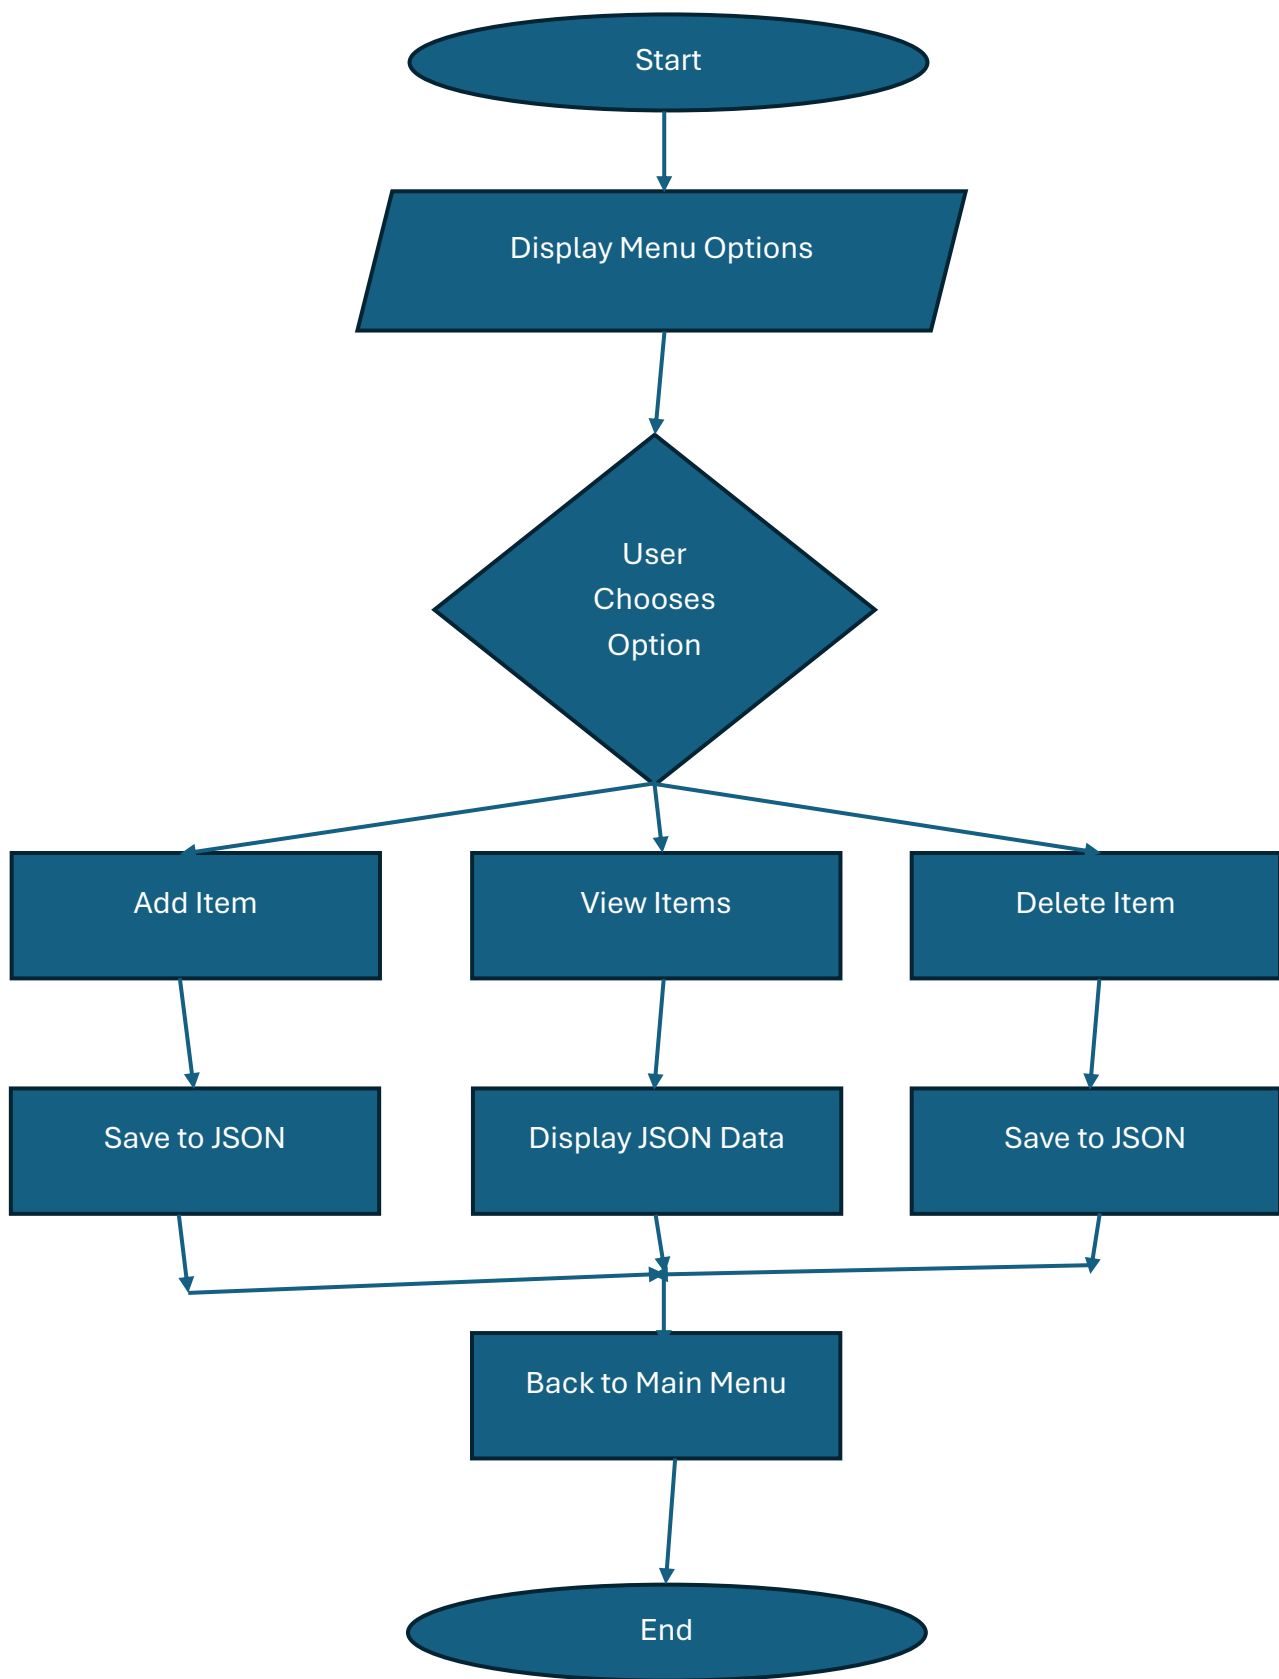 Start
Display Menu Options
User
Chooses
Option
Add Item
View Items
Delete Item
Save to JSON
Display JSON Data
Save to JSON
Back to Main Menu
End